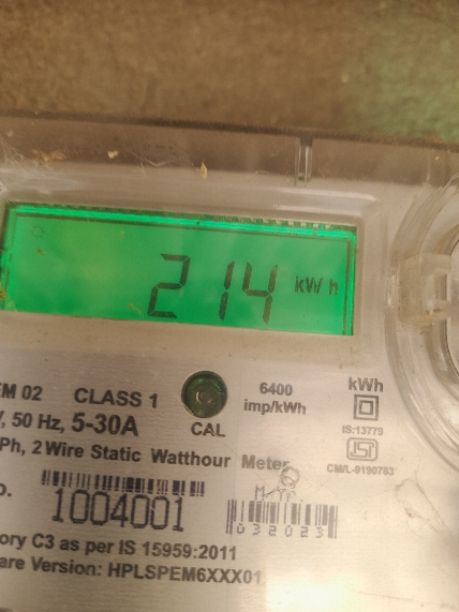 214 kWh
EM 02 CLASS 1 6400 kWh
V, 50 Hz, 5-30A CAL imp/kWh
IS:13779
Ph, 2 Wire Static Watthour Meter
CM/L-9190763
o.
1004001
032023
ory C3 as per IS 15959:2011
are Version: HPLSPEM6XXX01